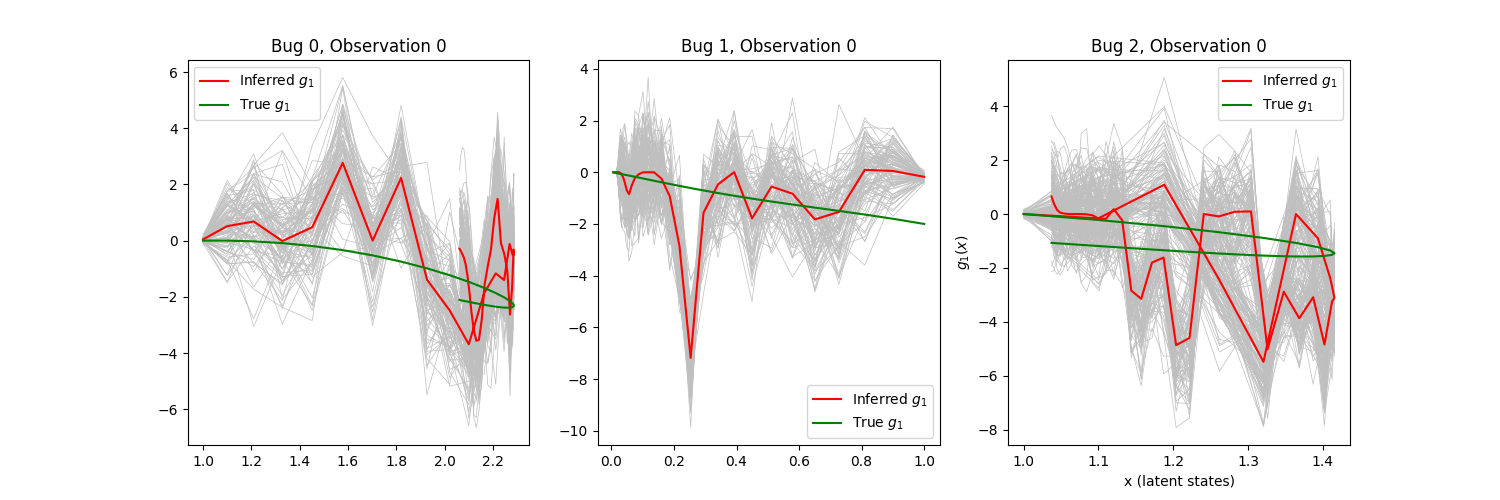 Bug 0, Observation 0
Inferred g₁
True g₁
6
4
2
0
−2
−4
−6
1.0 1.2 1.4 1.6 1.8 2.0 2.2
Bug 1, Observation 0
4
2
0
−2
−4
−6
−8
−10
Inferred g₁
True g₁
0.0 0.2 0.4 0.6 0.8 1.0
Bug 2, Observation 0
Inferred g₁
True g₁
g₁(x)
4
2
0
−2
−4
−6
−8
1.0 1.1 1.2 1.3 1.4
x (latent states)